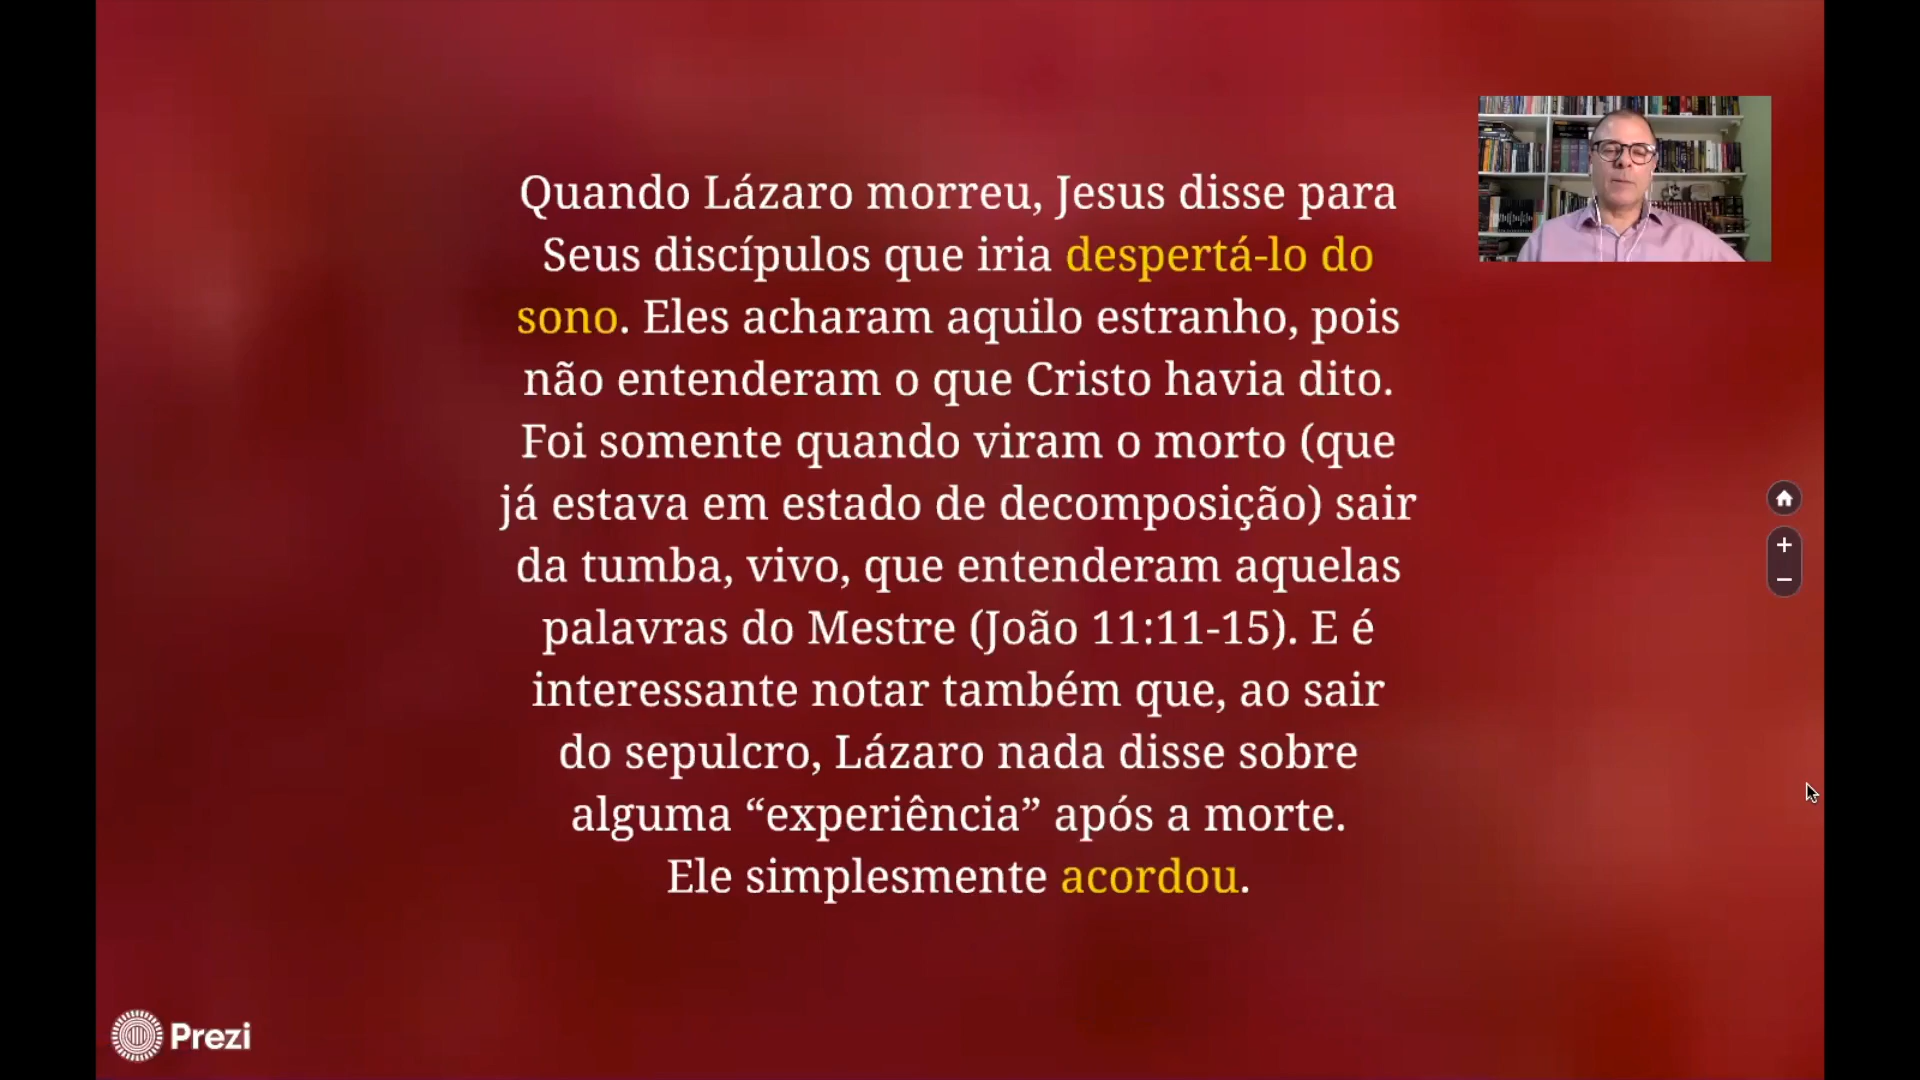 Quando Lázaro morreu, Jesus disse para
Seus discípulos que iria despertá-lo do
sono. Eles acharam aquilo estranho, pois
não entenderam o que Cristo havia dito.
Foi somente quando viram o morto (que
já estava em estado de decomposição) sair
da tumba, vivo, que entenderam aquelas
palavras do Mestre (João 11:11-15). E é
interessante notar também que, ao sair
do sepulcro, Lázaro nada disse sobre
alguma “experiência” após a morte.
Ele simplesmente acordou.
Prezi